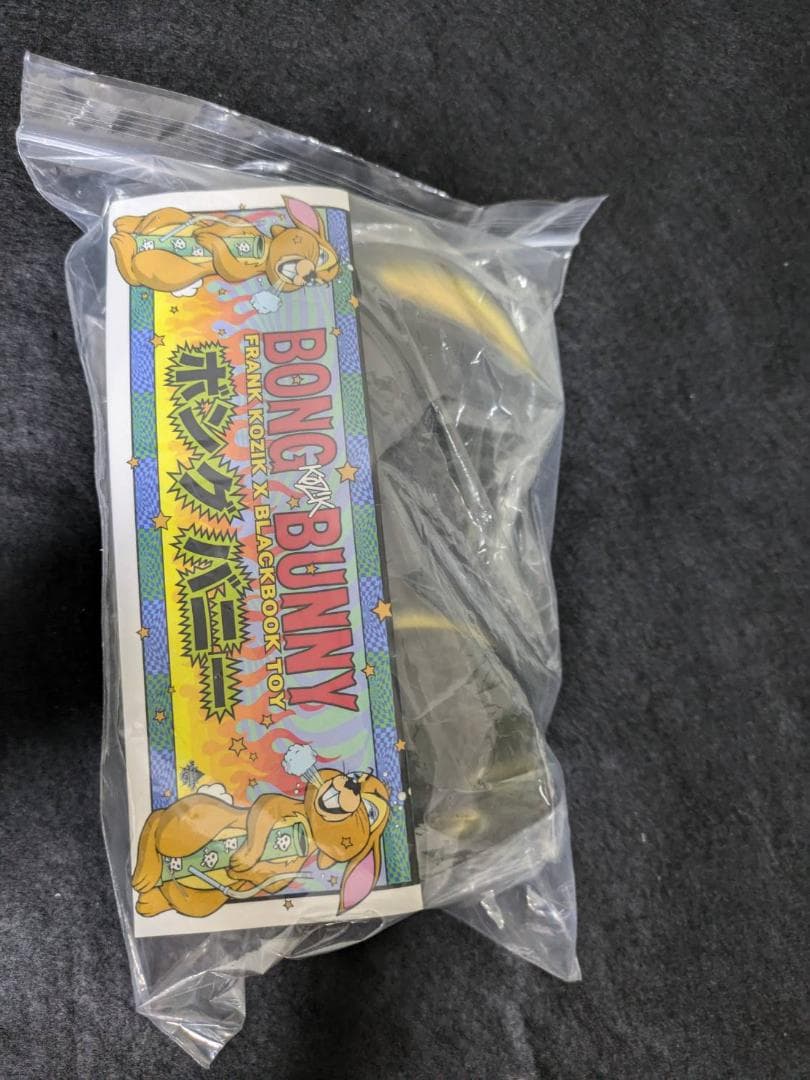 BONG BUNNY
KOZIK
FRANK KOZIK X BLACKBOOK TOY
ボング バニー